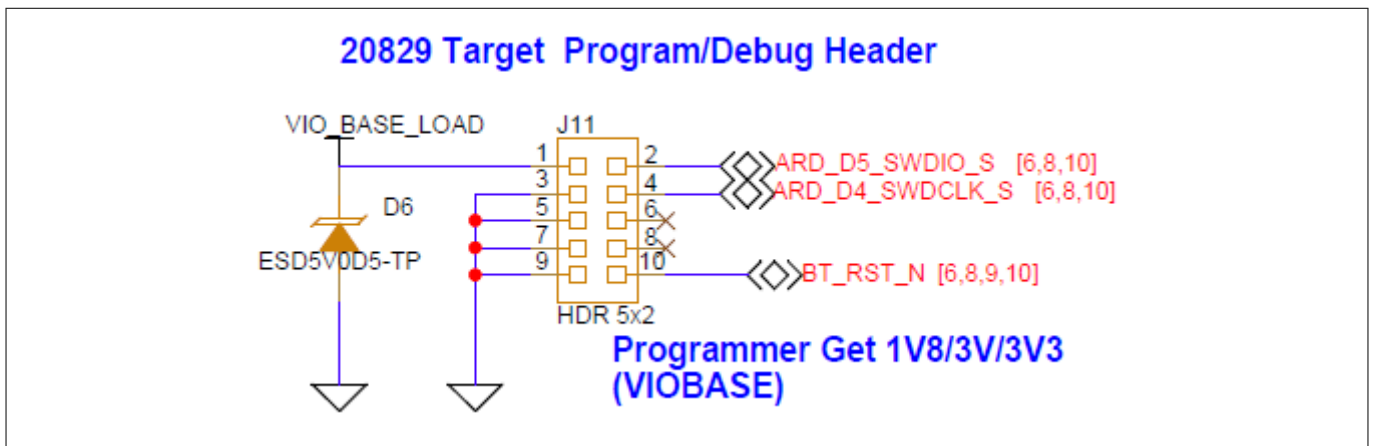 20829 Target Program/Debug Header
VIO_BASE_LOAD
J11
1
2
ARD_D5_SWDIO_S [6,8,10]
3
4
ARD_D4_SWDCLK_S [6,8,10]
D6
5
6
ESD5V0D5-TP
7
8
9
10
BT_RST_N [6,8,9,10]
HDR 5x2
Programmer Get 1V8/3V/3V3
(VIOBASE)